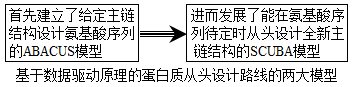 首先建立了给定主链
结构设计氨基酸序列
的ABACUS模型
进而发展了能在氨基酸序
列待定时从头设计全新主
链结构的SCUBA模型
基于数据驱动原理的蛋白质从头设计路线的两大模型